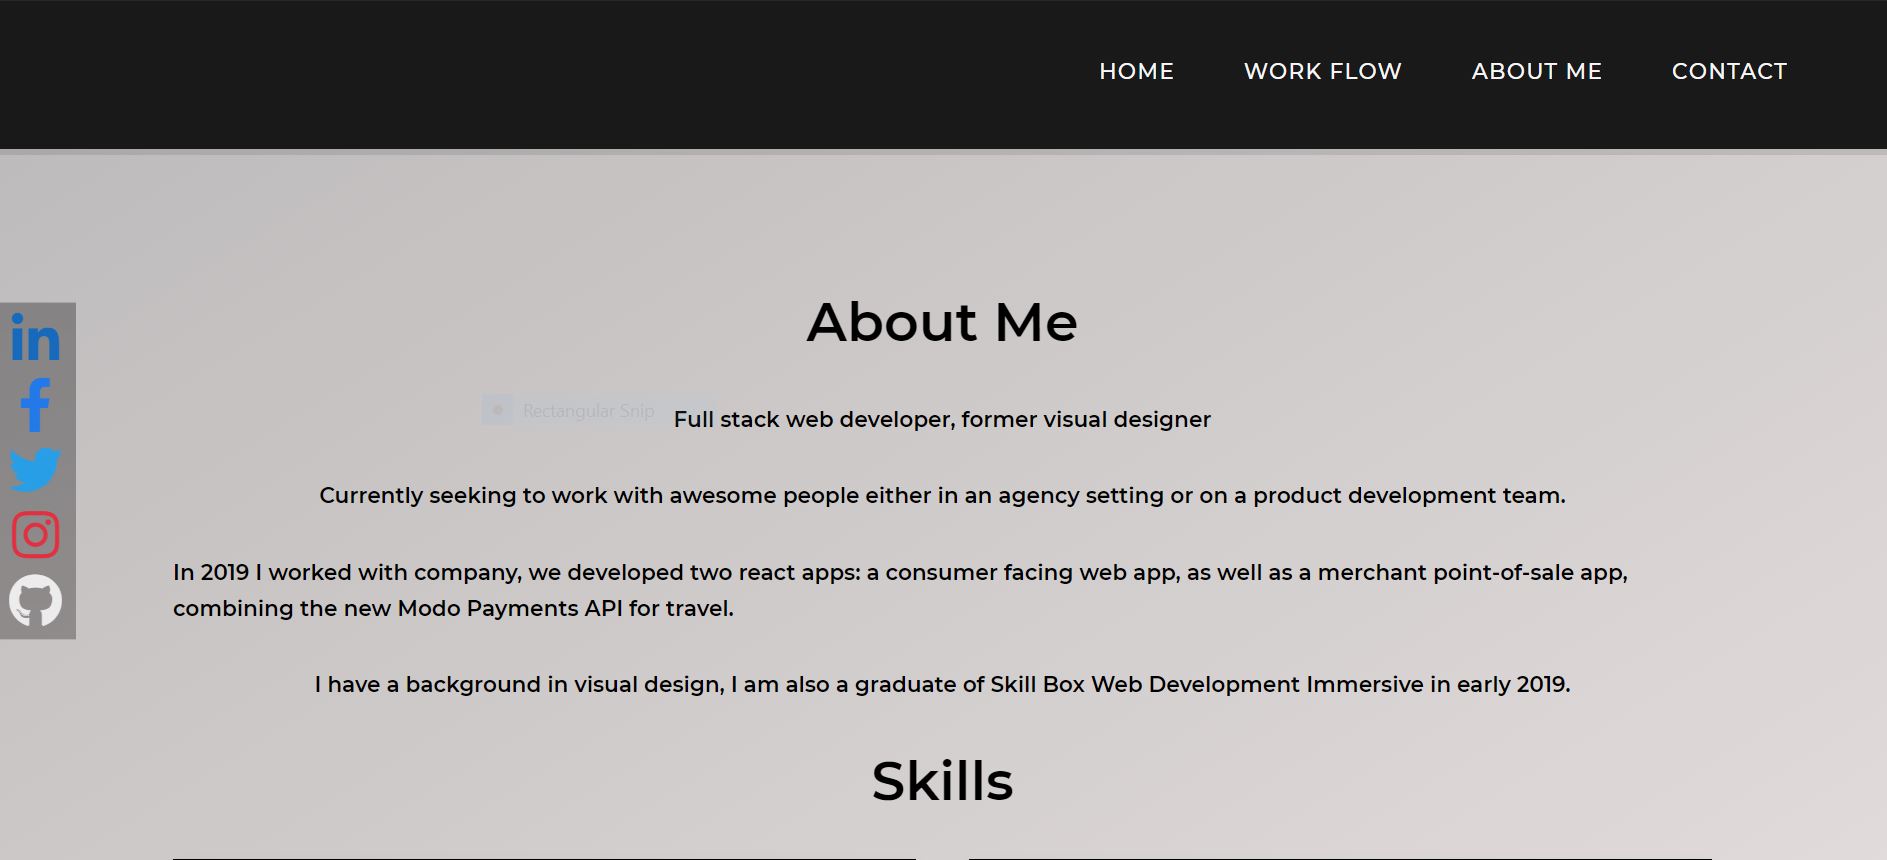 HOME WORK FLOW ABOUT ME CONTACT
About Me
Rectangular Snip
Full stack web developer, former visual designer
Currently seeking to work with awesome people either in an agency setting or on a product development team.
In 2019 I worked with company, we developed two react apps: a consumer facing web app, as well as a merchant point-of-sale app,
combining the new Modo Payments API for travel.
I have a background in visual design, I am also a graduate of Skill Box Web Development Immersive in early 2019.
Skills